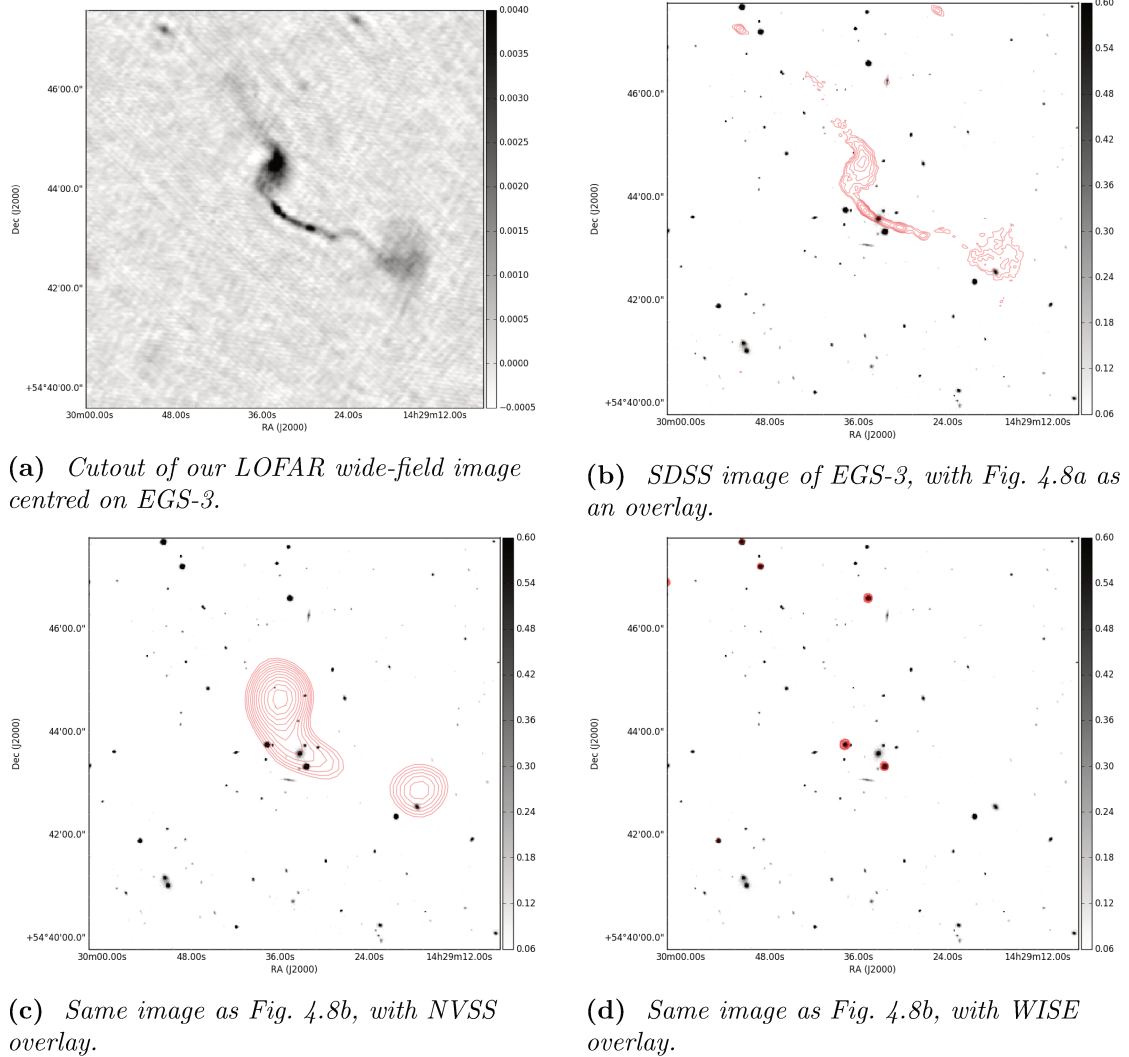 0.0040
0.0035
0.0030
0.0025
0.0020
0.0015
0.0010
0.0005
0.0000
−0.0005
46'00.0"
44'00.0"
42'00.0"
+54°40'00.0"
Dec (J2000)
30m00.00s 48.00s 36.00s 24.00s 14h29m12.00s
RA (J2000)
(a) Cutout of our LOFAR wide-field image
centred on EGS-3.
0.60
0.54
0.48
0.42
0.36
0.30
0.24
0.18
0.12
0.06
46'00.0"
44'00.0"
42'00.0"
+54°40'00.0"
Dec (J2000)
30m00.00s 48.00s 36.00s 24.00s 14h29m12.00s
RA (J2000)
(b) SDSS image of EGS-3, with Fig. 4.8a as
an overlay.
0.60
0.54
0.48
0.42
0.36
0.30
0.24
0.18
0.12
0.06
46'00.0"
44'00.0"
42'00.0"
+54°40'00.0"
Dec (J2000)
30m00.00s 48.00s 36.00s 24.00s 14h29m12.00s
RA (J2000)
(c) Same image as Fig. 4.8b, with NVSS
overlay.
0.60
0.54
0.48
0.42
0.36
0.30
0.24
0.18
0.12
0.06
46'00.0"
44'00.0"
42'00.0"
+54°40'00.0"
Dec (J2000)
30m00.00s 48.00s 36.00s 24.00s 14h29m12.00s
RA (J2000)
(d) Same image as Fig. 4.8b, with WISE
overlay.